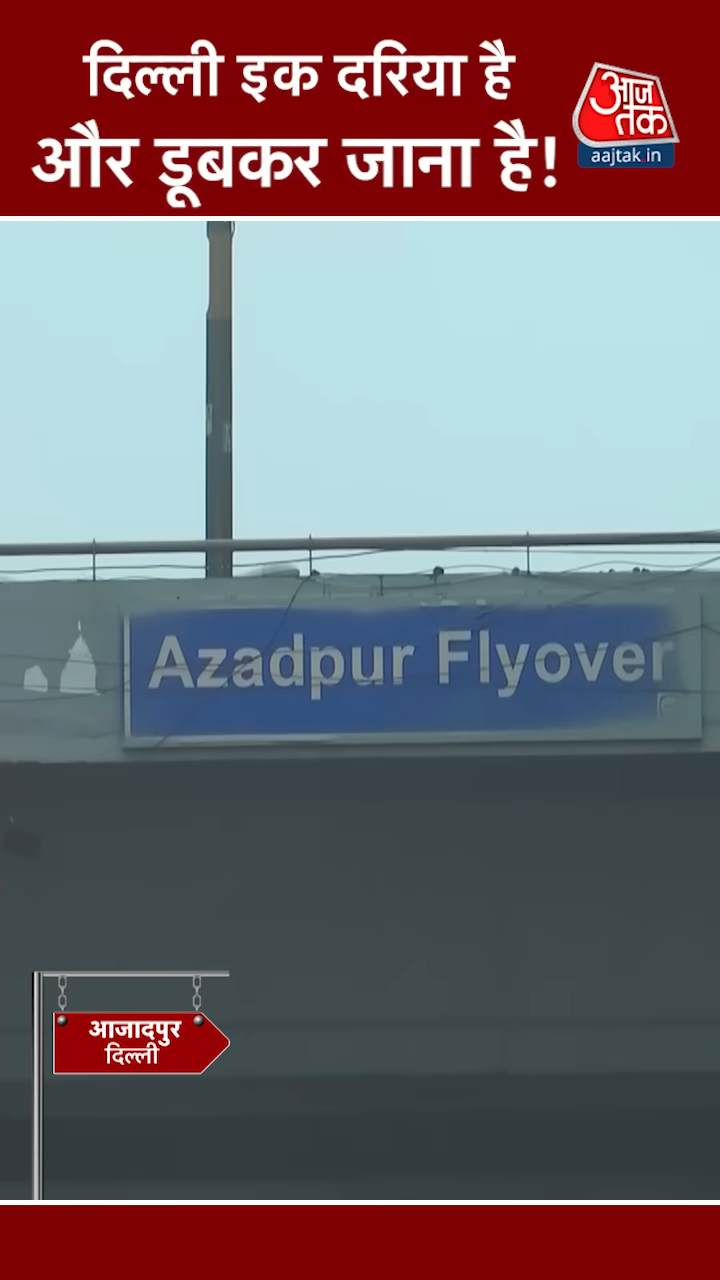 दिल्ली इक दरिया है
और डूबकर जाना है!
आज
तक
aajtak.in
Azadpur Flyover
आजादपुर
दिल्ली